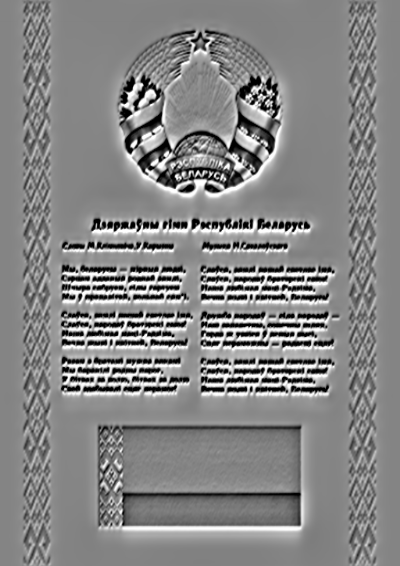 РЭСПУБЛІКА
БЕЛАРУСЬ
Дзяржаўны гімн Рэспублікі Беларусь
Словы М.Клімковіча, У.Карызны
Музыка Н.Сакалоўскага
Мы, беларусы — мірныя людзі,
Сэрцам адданыя роднай зямлі,
Шчыра сябруем, сілы гартуем
Мы ў працавітай, вольнай сям'і.
Слаўся, зямлі нашай светлае імя,
Слаўся, народаў братэрскі саюз!
Наша любімая маці-Радзіма,
Вечна жыві і квітней, Беларусь!
Разам з братамі мужна вякамі
Мы баранілі родны парог,
У бітвах за волю, бітвах за долю
Свой здабывалі сцяг перамог!
Слаўся, зямлі нашай светлае імя,
Слаўся, народаў братэрскі саюз!
Наша любімая маці-Радзіма,
Вечна жыві і квітней, Беларусь!
Дружба народаў — сіла народаў —
Наш запаветны, сонечны шлях.
Горда ж узвіся ў ясныя высі,
Сцяг пераможны — радасці сцяг!
Слаўся, зямлі нашай светлае імя,
Слаўся, народаў братэрскі саюз!
Наша любімая маці-Радзіма,
Вечна жыві і квітней, Беларусь!